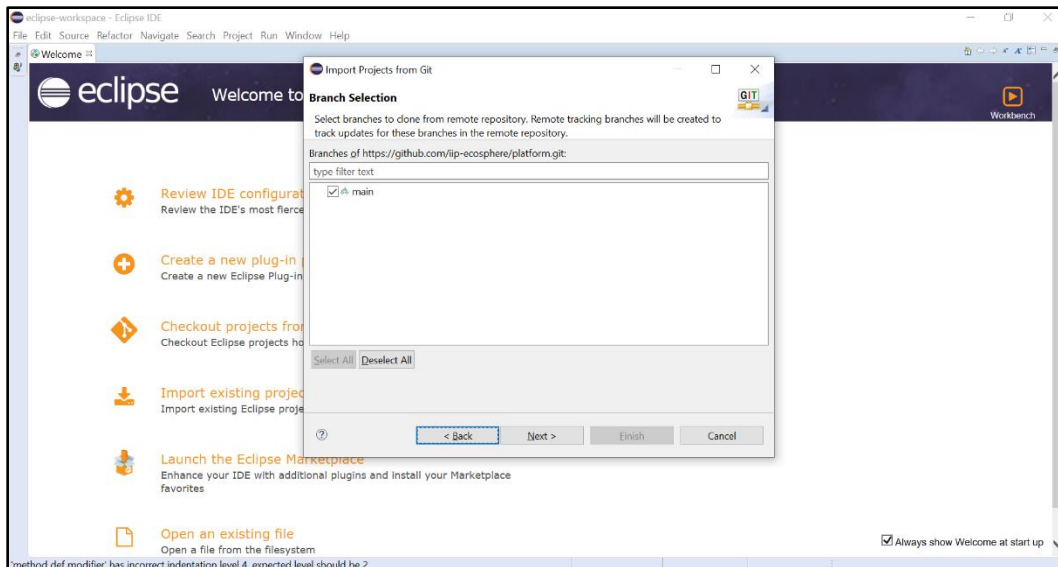 eclipse-workspace - Eclipse IDE
File Edit Source Refactor Navigate Search Project Run Window Help
Welcome
eclipse
Welcome to
Workbench
Import Projects from Git
Branch Selection
GIT
Select branches to clone from remote repository. Remote tracking branches will be created to
track updates for these branches in the remote repository.
Branches of https://github.com/iip-ecosphere/platform.git:
type filter text
main
Select All Deselect All
< Back Next > Finish Cancel
Review IDE configurat
Review the IDE's most fierce
Create a new plug-in
Create a new Eclipse Plug-in
Checkout projects fro
Checkout Eclipse projects ho
Import existing projec
Import existing Eclipse proje
Launch the Eclipse Marketplace
Enhance your IDE with additional plugins and install your Marketplace
favorites
Open an existing file
Open a file from the filesystem
Always show Welcome at start up
'method def modifier' has incorrect indentation level 4, expected level should be 2